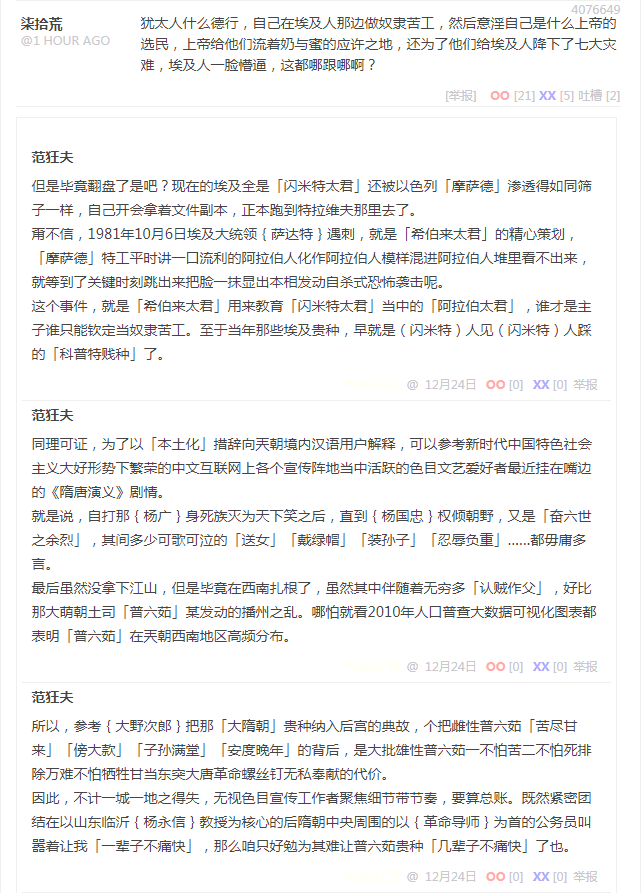 4076649
柒拾荒
@1 HOUR AGO
犹太人什么德行，自己在埃及人那边做奴隶苦工，然后意淫自己是什么上帝的
选民，上帝给他们流着奶与蜜的应许之地，还为了他们给埃及人降下了七大灾
难，埃及人一脸懵逼，这都哪跟哪啊？
[举报] OO [21] XX [5] 吐槽 [2]
范狂夫
但是毕竟翻盘了是吧？现在的埃及全是「闪米特太君」还被以色列「摩萨德」渗透得如同筛
子一样，自己开会拿着文件副本，正本跑到特拉维夫那里去了。
甭不信，1981年10月6日埃及大统领｛萨达特｝遇刺，就是「希伯来太君」的精心策划，
「摩萨德」特工平时讲一口流利的阿拉伯人化作阿拉伯人模样混进阿拉伯人堆里看不出来，
就等到了关键时刻跳出来把脸一抹显出本相发动自杀式恐怖袭击呢。
这个事件，就是「希伯来太君」用来教育「闪米特太君」当中的「阿拉伯太君」，谁才是主
子谁只能钦定当奴隶苦工。至于当年那些埃及贵种，早就是（闪米特）人见（闪米特）人踩
的「科普特贱种」了。
@ 12月24日 OO [0] XX [0] 举报
范狂夫
同理可证，为了以「本土化」措辞向天朝境内汉语用户解释，可以参考新时代中国特色社会
主义大好形势下繁荣的中文互联网上各个宣传阵地当中活跃的色目文艺爱好者最近挂在嘴边
的《隋唐演义》剧情。
就是说，自打那｛杨广｝身死族灭为天下笑之后，直到｛杨国忠｝权倾朝野，又是「奋六世
之余烈」，其间多少可歌可泣的「送女」「戴绿帽」「装孙子」「忍辱负重」……都毋庸多
言。
最后虽然没拿下江山，但是毕竟在西南扎根了，虽然其中伴随着无穷多「认贼作父」，好比
那大萌朝土司「普六茹」某发动的播州之乱。哪怕就看2010年人口普查大数据可视化图表都
表明「普六茹」在天朝西南地区高频分布。
@ 12月24日 OO [0] XX [0] 举报
范狂夫
所以，参考｛大野次郎｝把那「大隋朝」贵种纳入后宫的典故，个把雌性普六茹「苦尽甘
来」「傍大款」「子孙满堂」「安度晚年」的背后，是大批雄性普六茹一不怕苦二不怕死排
除万难不怕牺牲甘当东突大唐革命螺丝钉无私奉献的代价。
因此，不计一城一地之得失，无视色目宣传工作者聚焦细节带节奏，要算总账。既然紧密团
结在以山东临沂｛杨永信｝教授为核心的后隋朝中央周围的以｛革命导师｝为首的公务员叫
嚣着让我「一辈子不痛快」，那么咱只好勉为其难让普六茹贵种「几辈子不痛快」了也。
@ 12月24日 OO [0] XX [0] 举报